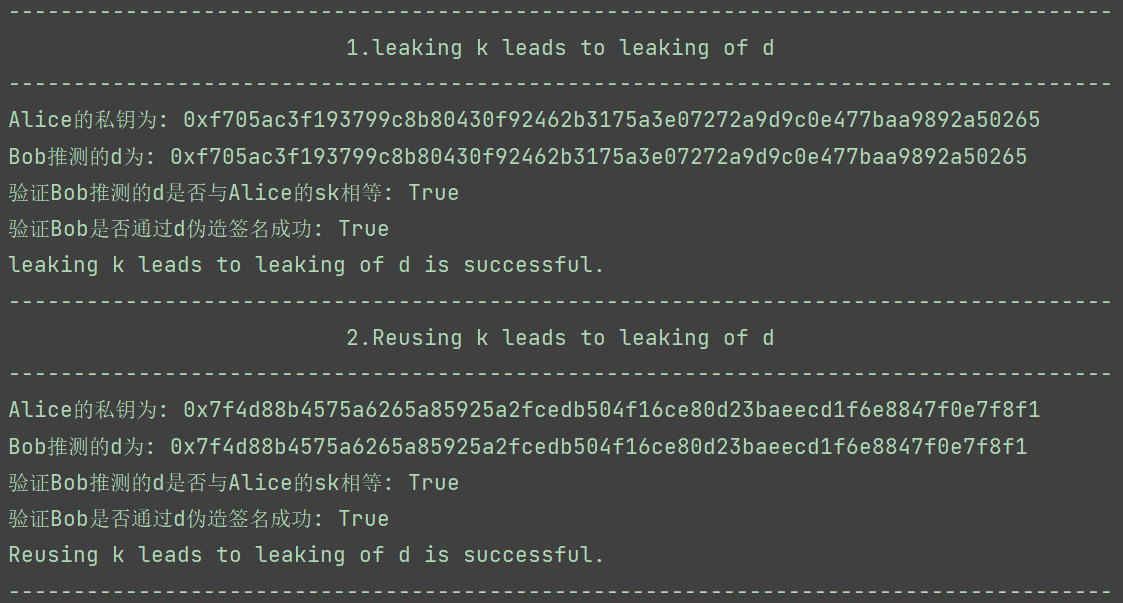 --------------------------------------------------------------------------------------
1.leaking k leads to leaking of d
--------------------------------------------------------------------------------------
Alice的私钥为: 0xf705ac3f193799c8b80430f92462b3175a3e07272a9d9c0e477baa9892a50265
Bob推测的d为: 0xf705ac3f193799c8b80430f92462b3175a3e07272a9d9c0e477baa9892a50265
验证Bob推测的d是否与Alice的sk相等: True
验证Bob是否通过d伪造签名成功: True
leaking k leads to leaking of d is successful.
--------------------------------------------------------------------------------------
2.Reusing k leads to leaking of d
--------------------------------------------------------------------------------------
Alice的私钥为: 0x7f4d88b4575a6265a85925a2fcedb504f16ce80d23baeecd1f6e8847f0e7f8f1
Bob推测的d为: 0x7f4d88b4575a6265a85925a2fcedb504f16ce80d23baeecd1f6e8847f0e7f8f1
验证Bob推测的d是否与Alice的sk相等: True
验证Bob是否通过d伪造签名成功: True
Reusing k leads to leaking of d is successful.
--------------------------------------------------------------------------------------